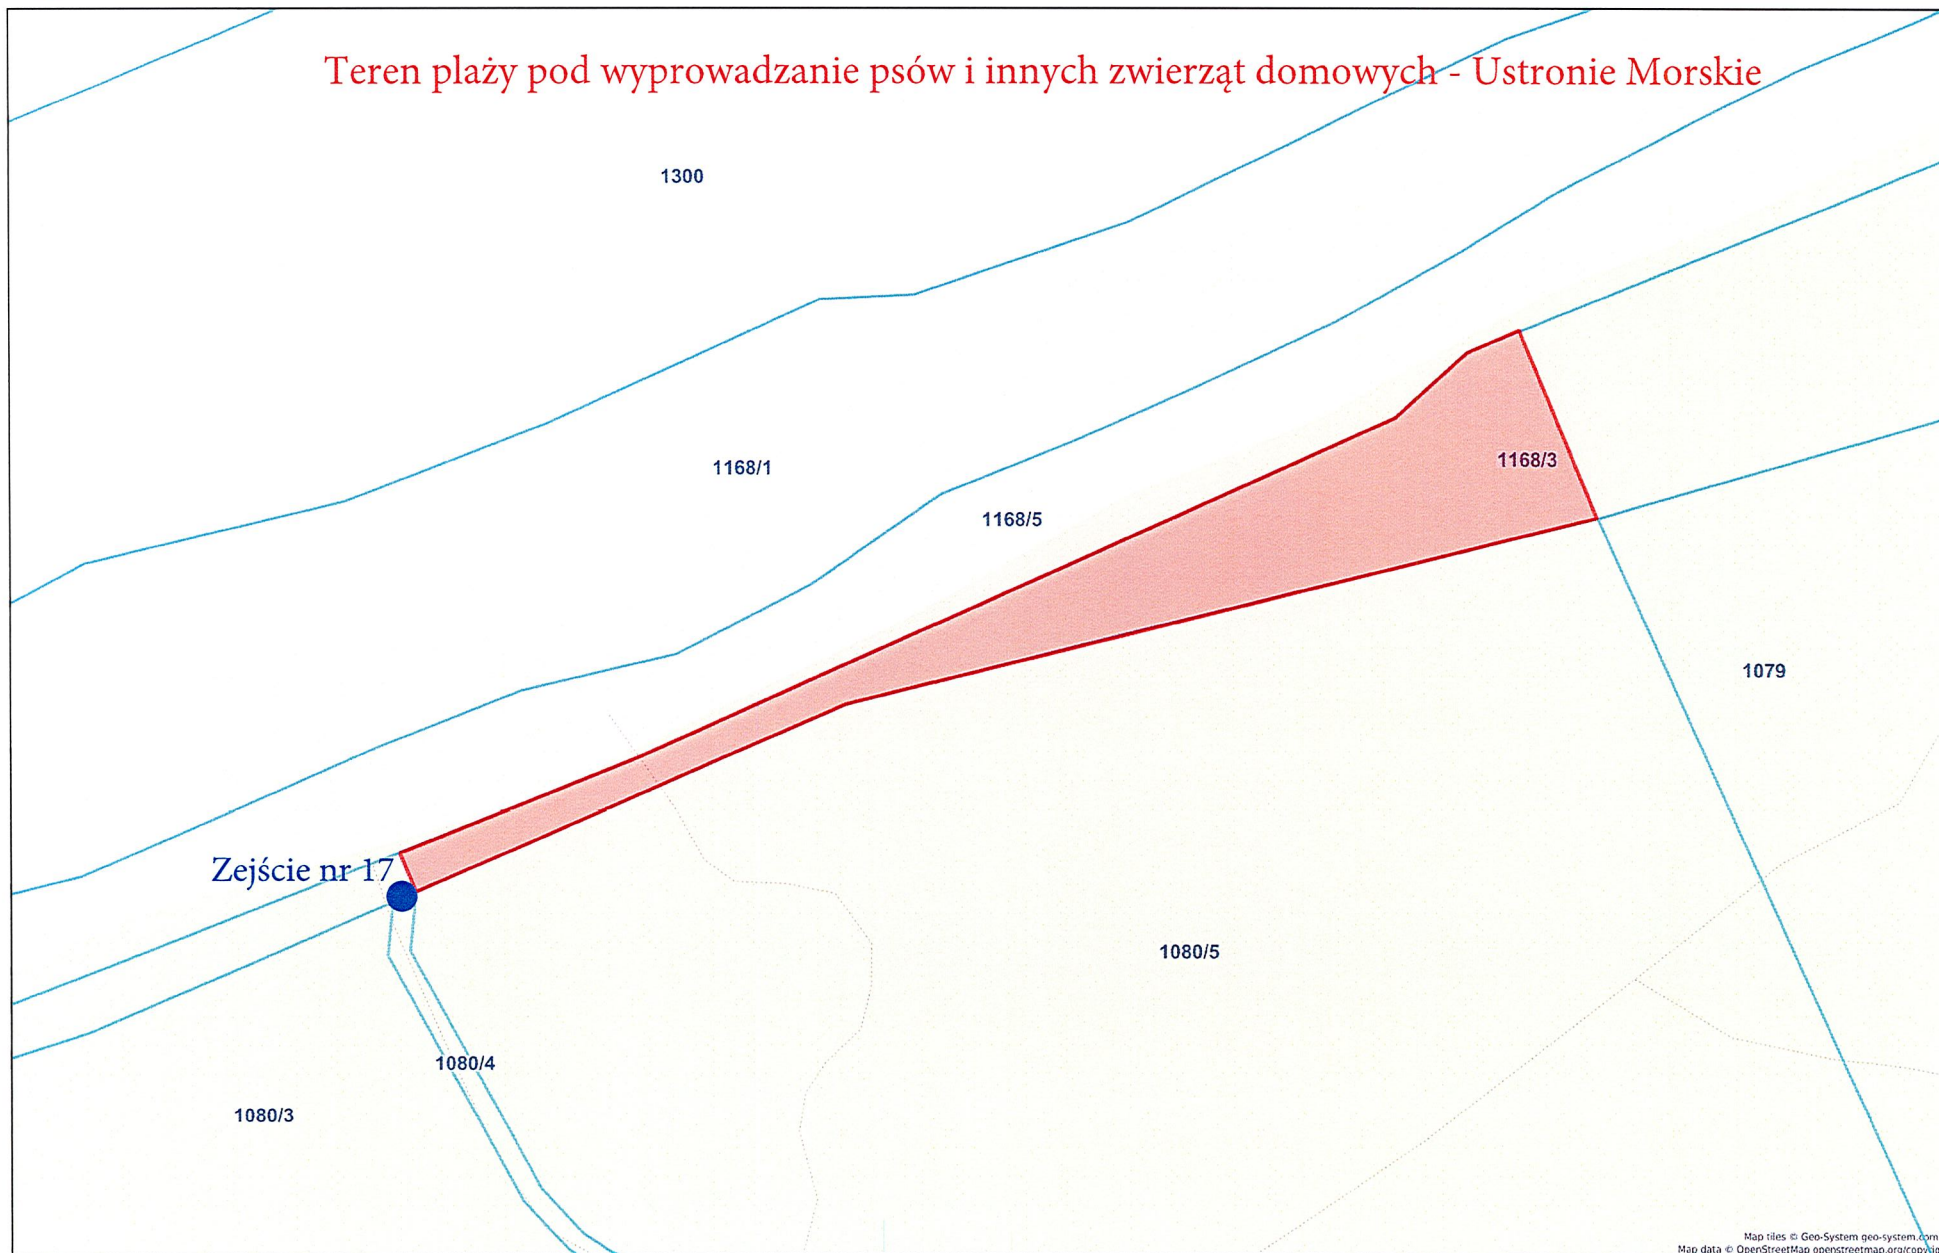 Teren plaży pod wyprowadzanie psów i innych zwierząt domowych - Ustronie Morskie
1300
1168/1
1168/3
1168/5
1079
Zejście nr 17
1080/5
1080/4
1080/3
Map tiles © Geo-System geo-system.com
Map data © OpenStreetMap openstreetmap.org/copyrig